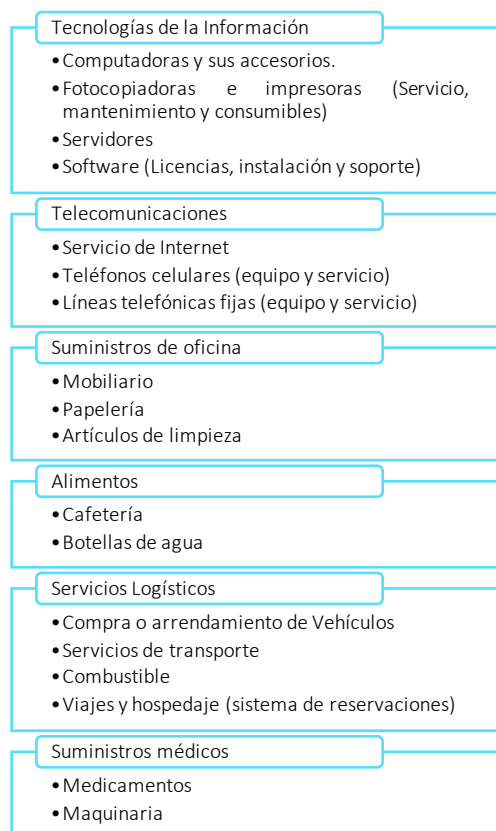 Tecnologías de la Información
•Computadoras y sus accesorios.
•Fotocopiadoras e impresoras (Servicio,
mantenimiento y consumibles)
•Servidores
•Software (Licencias, instalación y soporte)
Telecomunicaciones
•Servicio de Internet
•Teléfonos celulares (equipo y servicio)
•Líneas telefónicas fijas (equipo y servicio)
Suministros de oficina
•Mobiliario
•Papelería
•Artículos de limpieza
Alimentos
•Cafetería
•Botellas de agua
Servicios Logísticos
•Compra o arrendamiento de Vehículos
•Servicios de transporte
•Combustible
•Viajes y hospedaje (sistema de reservaciones)
Suministros médicos
•Medicamentos
•Maquinaria